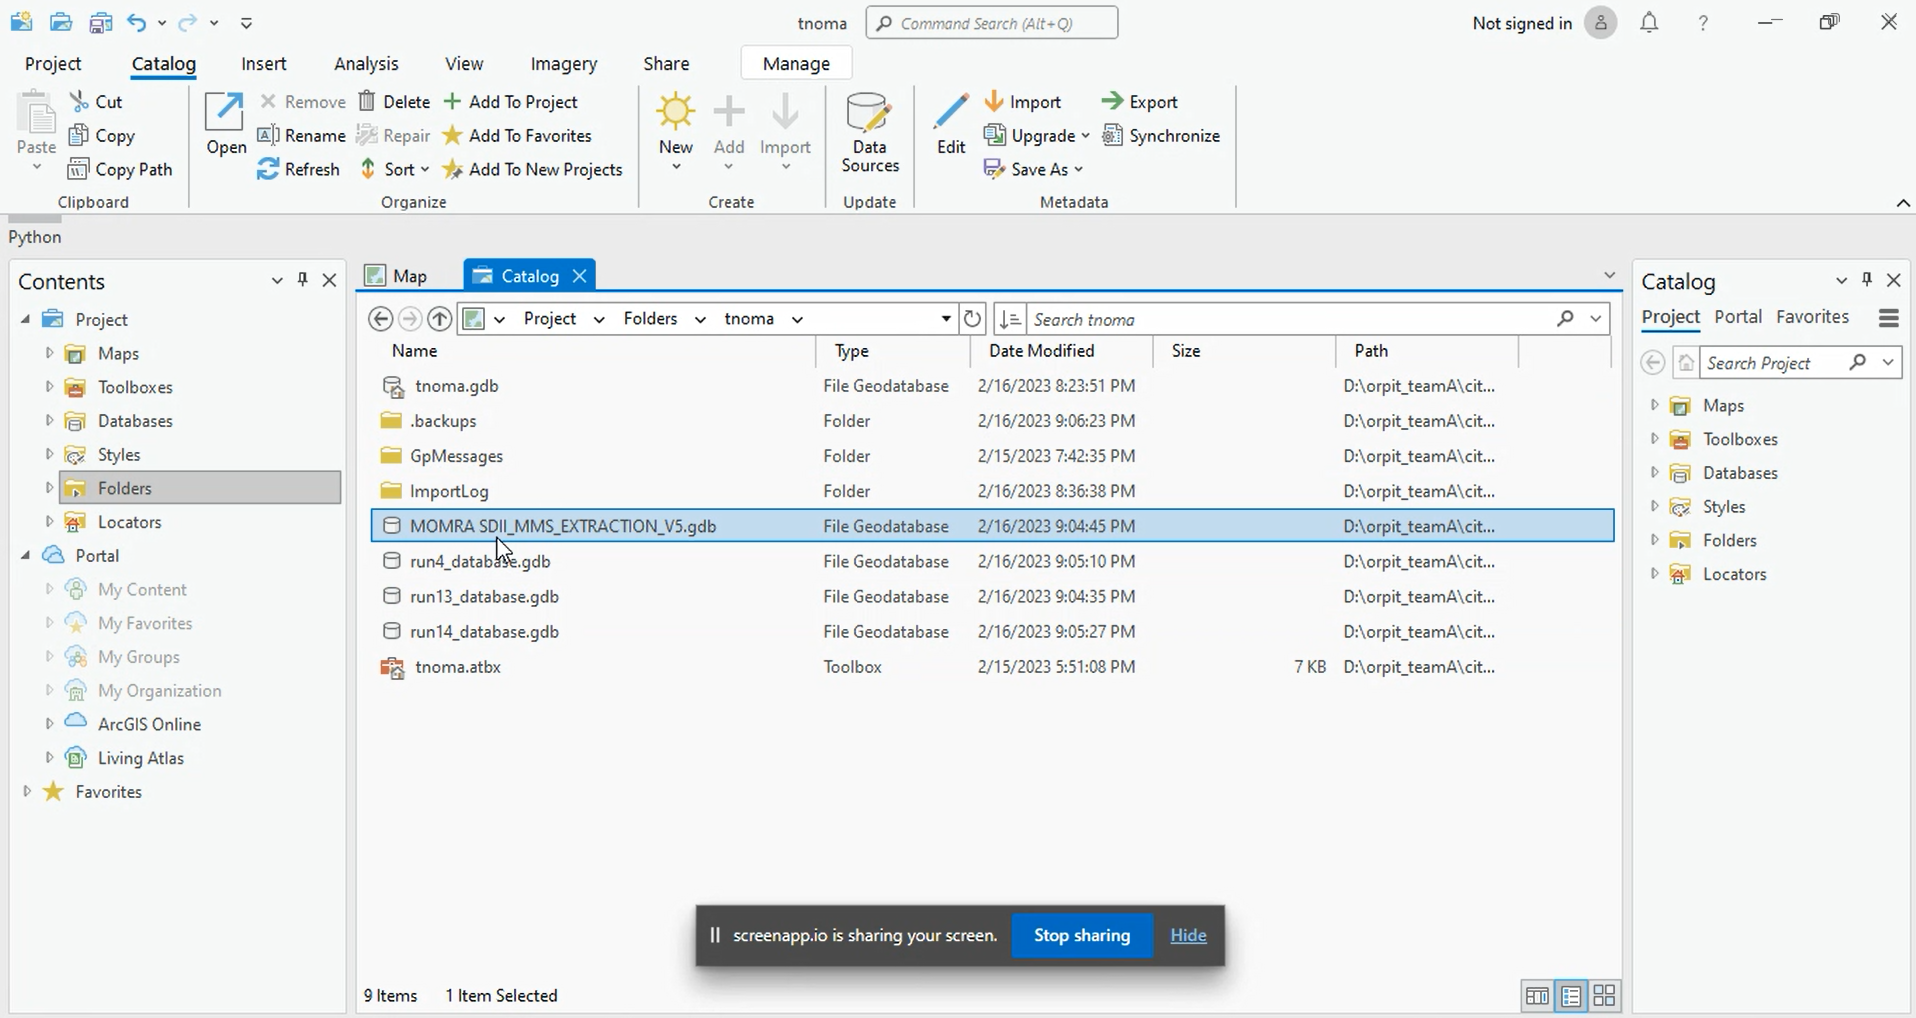 tnoma
Command Search (Alt+Q)
Not signed in
?
Project Catalog Insert Analysis View Imagery Share Manage
Paste
Cut
Copy
Copy Path
Clipboard
Open
Remove
Rename
Refresh
Delete
Repair
Sort
Add To Project
Add To Favorites
Add To New Projects
Organize
New
Add
Import
Create
Data
Sources
Update
Edit
Import
Upgrade
Save As
Export
Synchronize
Metadata
Python
Contents
Project
Maps
Toolboxes
Databases
Styles
Folders
Locators
Portal
My Content
My Favorites
My Groups
My Organization
ArcGIS Online
Living Atlas
Favorites
Map
Catalog
Project Folders tnoma
Search tnoma
Name Type Date Modified Size Path
tnoma.gdb File Geodatabase 2/16/2023 8:23:51 PM D:\orpit_teamA\cit...
.backups Folder 2/16/2023 9:06:23 PM D:\orpit_teamA\cit...
GpMessages Folder 2/15/2023 7:42:35 PM D:\orpit_teamA\cit...
ImportLog Folder 2/16/2023 8:36:38 PM D:\orpit_teamA\cit...
MOMRA SDII_MMS_EXTRACTION_V5.gdb File Geodatabase 2/16/2023 9:04:45 PM D:\orpit_teamA\cit...
run4_database.gdb File Geodatabase 2/16/2023 9:05:10 PM D:\orpit_teamA\cit...
run13_database.gdb File Geodatabase 2/16/2023 9:04:35 PM D:\orpit_teamA\cit...
run14_database.gdb File Geodatabase 2/16/2023 9:05:27 PM D:\orpit_teamA\cit...
tnoma.atbx Toolbox 2/15/2023 5:51:08 PM 7 KB D:\orpit_teamA\cit...
screenapp.io is sharing your screen. Stop sharing Hide
9 Items 1 Item Selected
Catalog
Project Portal Favorites
Search Project
Maps
Toolboxes
Databases
Styles
Folders
Locators